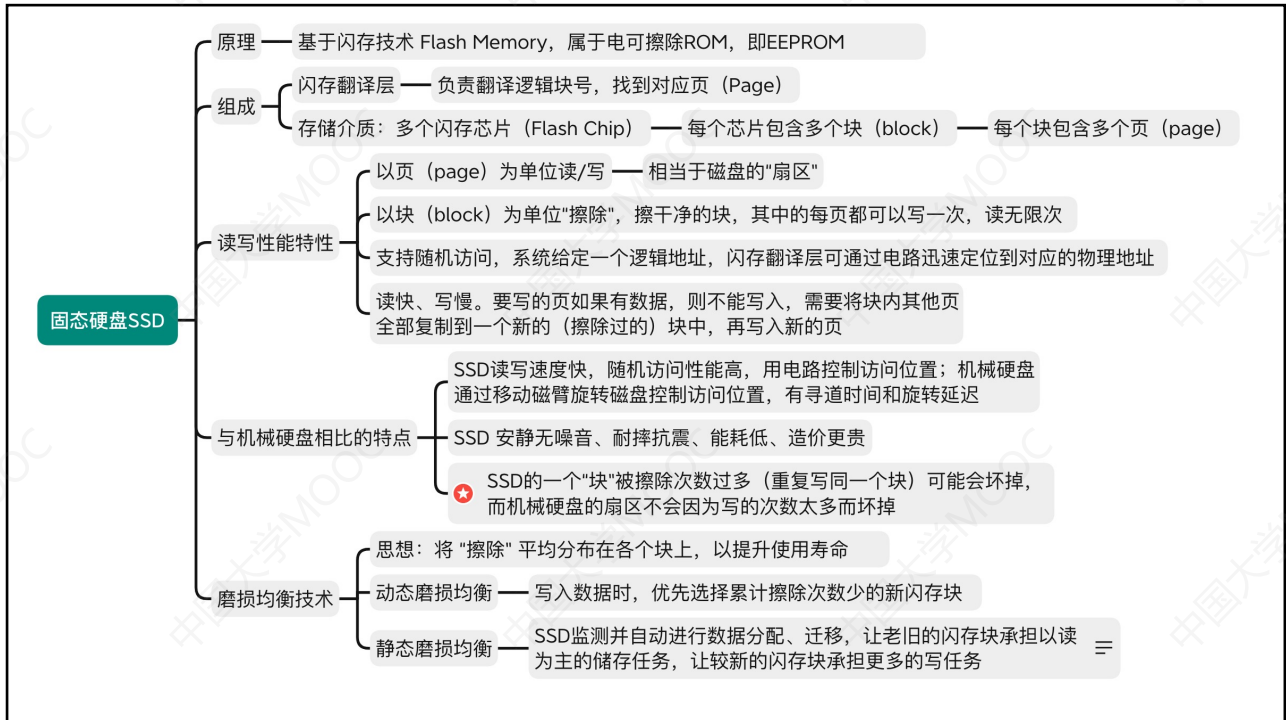 固态硬盘SSD
原理
基于闪存技术 Flash Memory，属于电可擦除ROM，即EEPROM
组成
闪存翻译层
负责翻译逻辑块号，找到对应页（Page）
存储介质：多个闪存芯片（Flash Chip）
每个芯片包含多个块（block）
每个块包含多个页（page）
读写性能特性
以页（page）为单位读/写
相当于磁盘的"扇区"
以块（block）为单位"擦除"，擦干净的块，其中的每页都可以写一次，读无限次
支持随机访问，系统给定一个逻辑地址，闪存翻译层可通过电路迅速定位到对应的物理地址
读快、写慢。要写的页如果有数据，则不能写入，需要将块内其他页
全部复制到一个新的（擦除过的）块中，再写入新的页
与机械硬盘相比的特点
SSD读写速度快，随机访问性能高，用电路控制访问位置；机械硬盘
通过移动磁臂旋转磁盘控制访问位置，有寻道时间和旋转延迟
SSD 安静无噪音、耐摔抗震、能耗低、造价更贵
SSD的一个"块"被擦除次数过多（重复写同一个块）可能会坏掉，
而机械硬盘的扇区不会因为写的次数太多而坏掉
磨损均衡技术
思想：将 "擦除" 平均分布在各个块上，以提升使用寿命
动态磨损均衡
写入数据时，优先选择累计擦除次数少的新闪存块
静态磨损均衡
SSD监测并自动进行数据分配、迁移，让老旧的闪存块承担以读
为主的储存任务，让较新的闪存块承担更多的写任务
中国大学MOOC